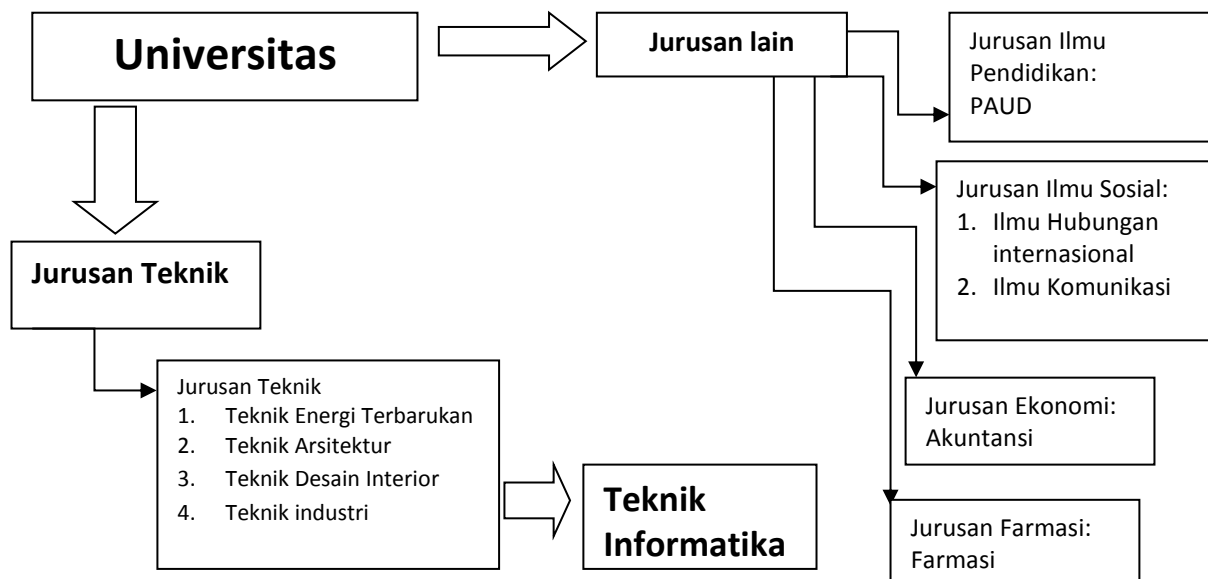 Universitas
Jurusan lain
Jurusan Ilmu
Pendidikan:
PAUD
Jurusan Ilmu Sosial:
1. Ilmu Hubungan
internasional
2. Ilmu Komunikasi
Jurusan Teknik
Jurusan Teknik
1. Teknik Energi Terbarukan
2. Teknik Arsitektur
3. Teknik Desain Interior
4. Teknik industri
Teknik
Informatika
Jurusan Ekonomi:
Akuntansi
Jurusan Farmasi:
Farmasi